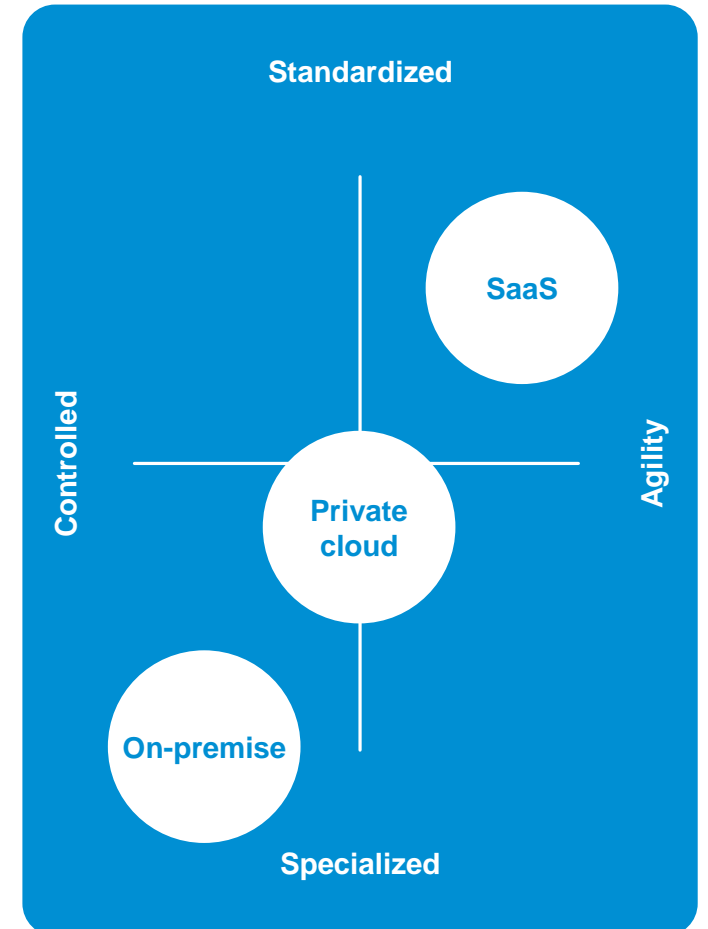 Standardized
SaaS
Controlled
Agility
Private
cloud
On-premise
Specialized